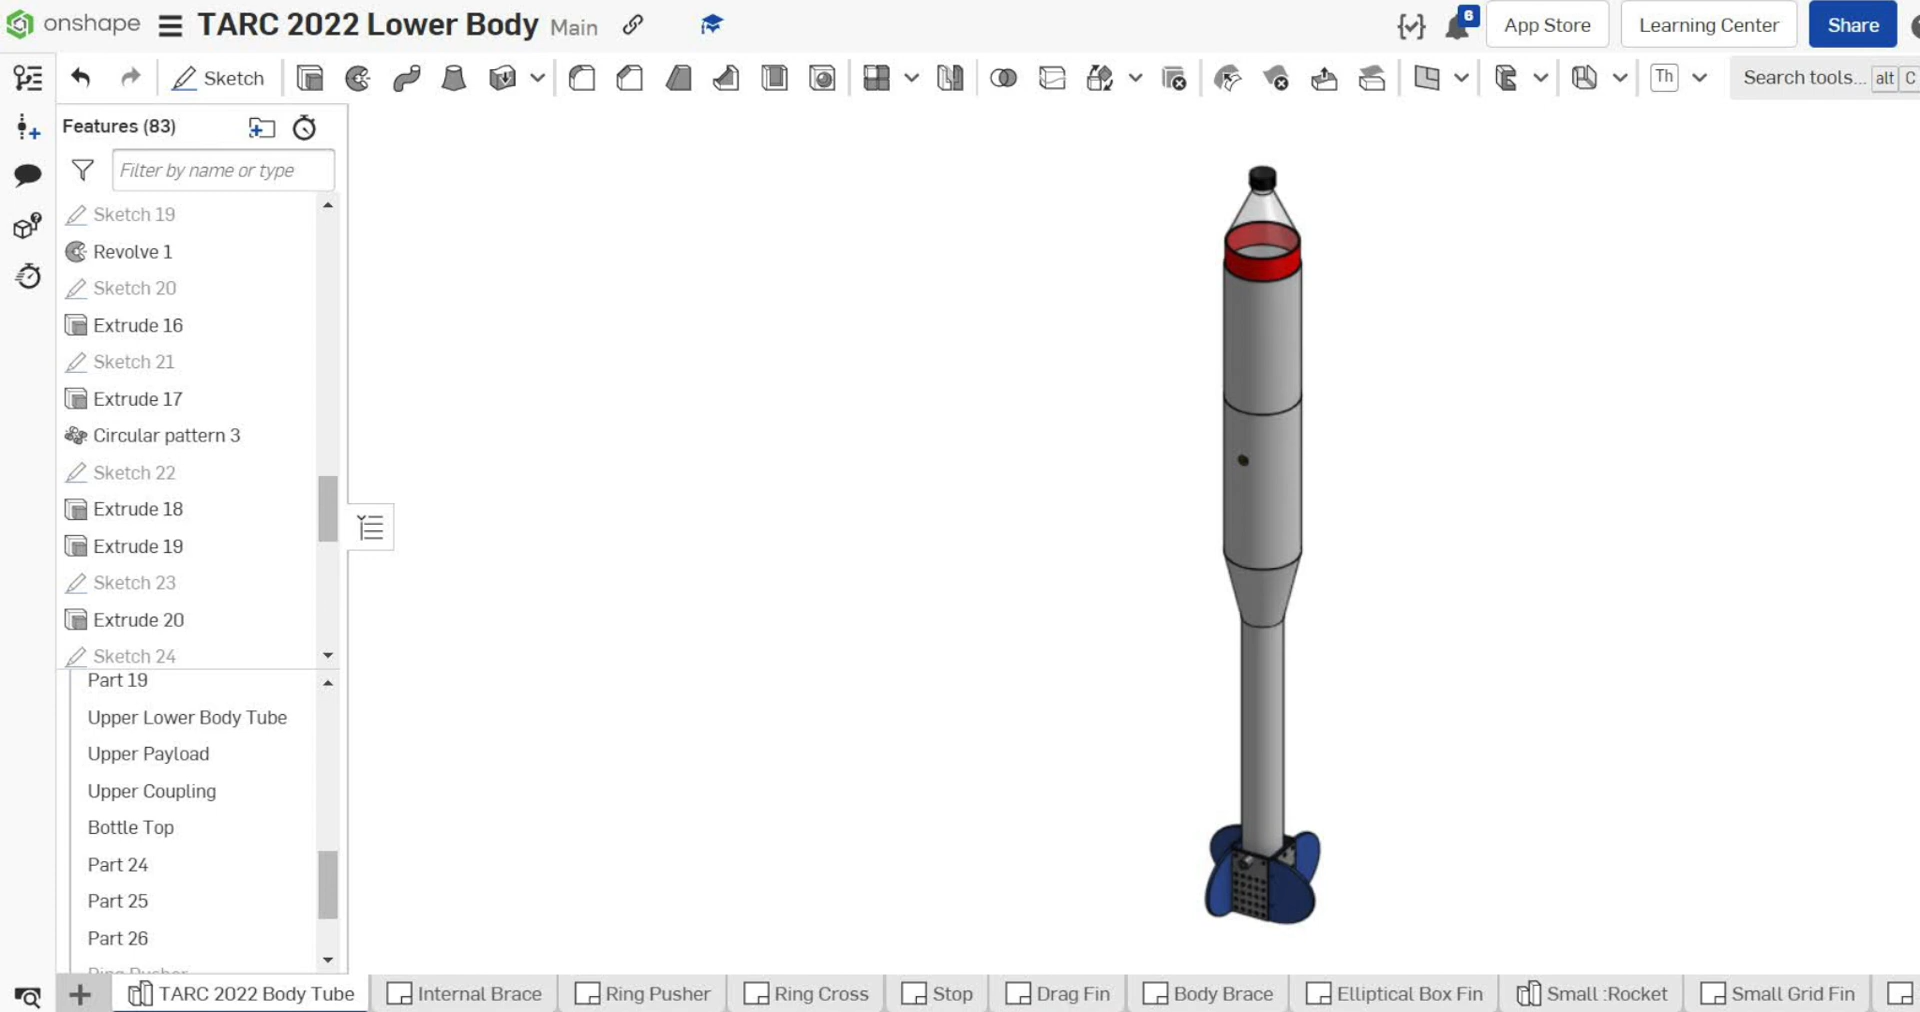 onshape TARC 2022 Lower Body Main 6 App Store Learning Center Share
Sketch Th Search tools... alt C
Features (83)
Filter by name or type
Sketch 19
Revolve 1
Sketch 20
Extrude 16
Sketch 21
Extrude 17
Circular pattern 3
Sketch 22
Extrude 18
Extrude 19
Sketch 23
Extrude 20
Sketch 24
Part 19
Upper Lower Body Tube
Upper Payload
Upper Coupling
Bottle Top
Part 24
Part 25
Part 26
Ring Pusher
TARC 2022 Body Tube Internal Brace Ring Pusher Ring Cross Stop Drag Fin Body Brace Elliptical Box Fin Small :Rocket Small Grid Fin